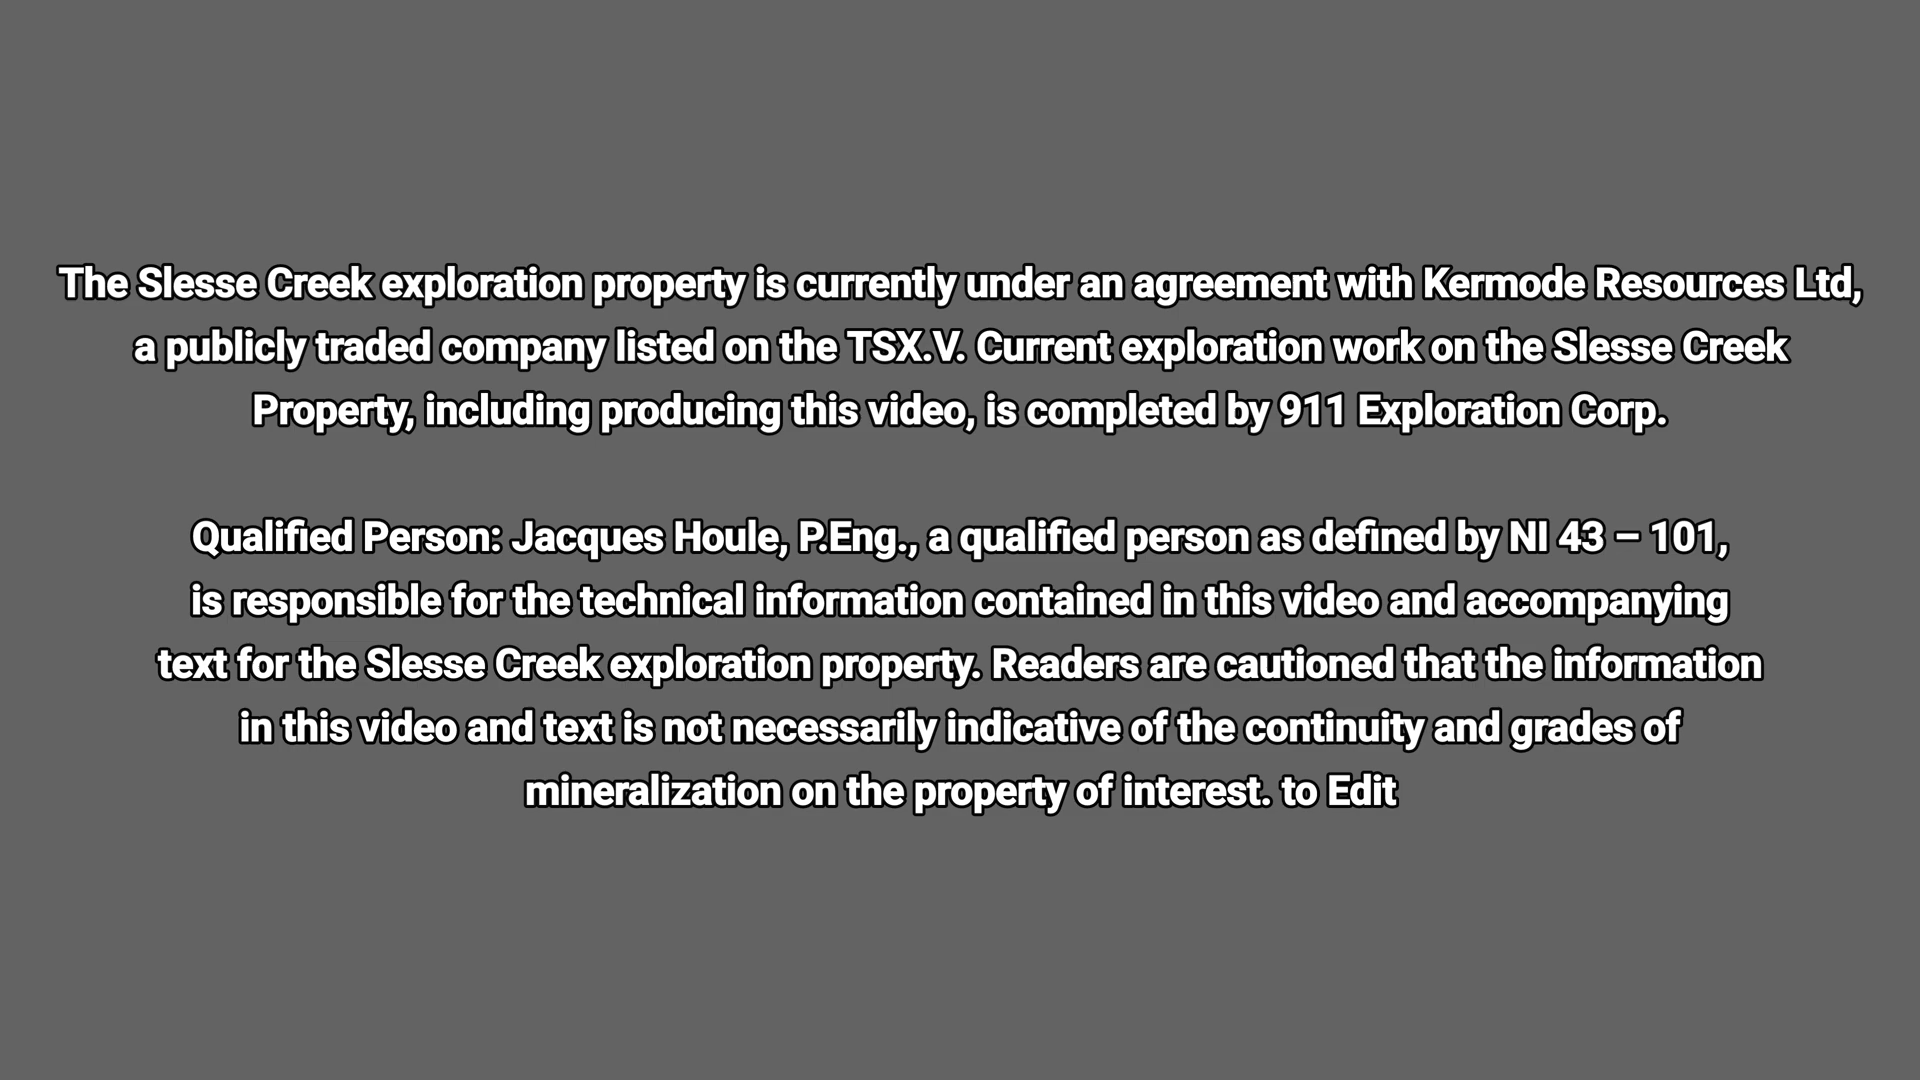 The Slesse Creek exploration property is currently under an agreement with Kermode Resources Ltd,
a publicly traded company listed on the TSX.V. Current exploration work on the Slesse Creek
Property, including producing this video, is completed by 911 Exploration Corp.
Qualified Person: Jacques Houle, P.Eng., a qualified person as defined by NI 43 – 101,
is responsible for the technical information contained in this video and accompanying
text for the Slesse Creek exploration property. Readers are cautioned that the information
in this video and text is not necessarily indicative of the continuity and grades of
mineralization on the property of interest. to Edit